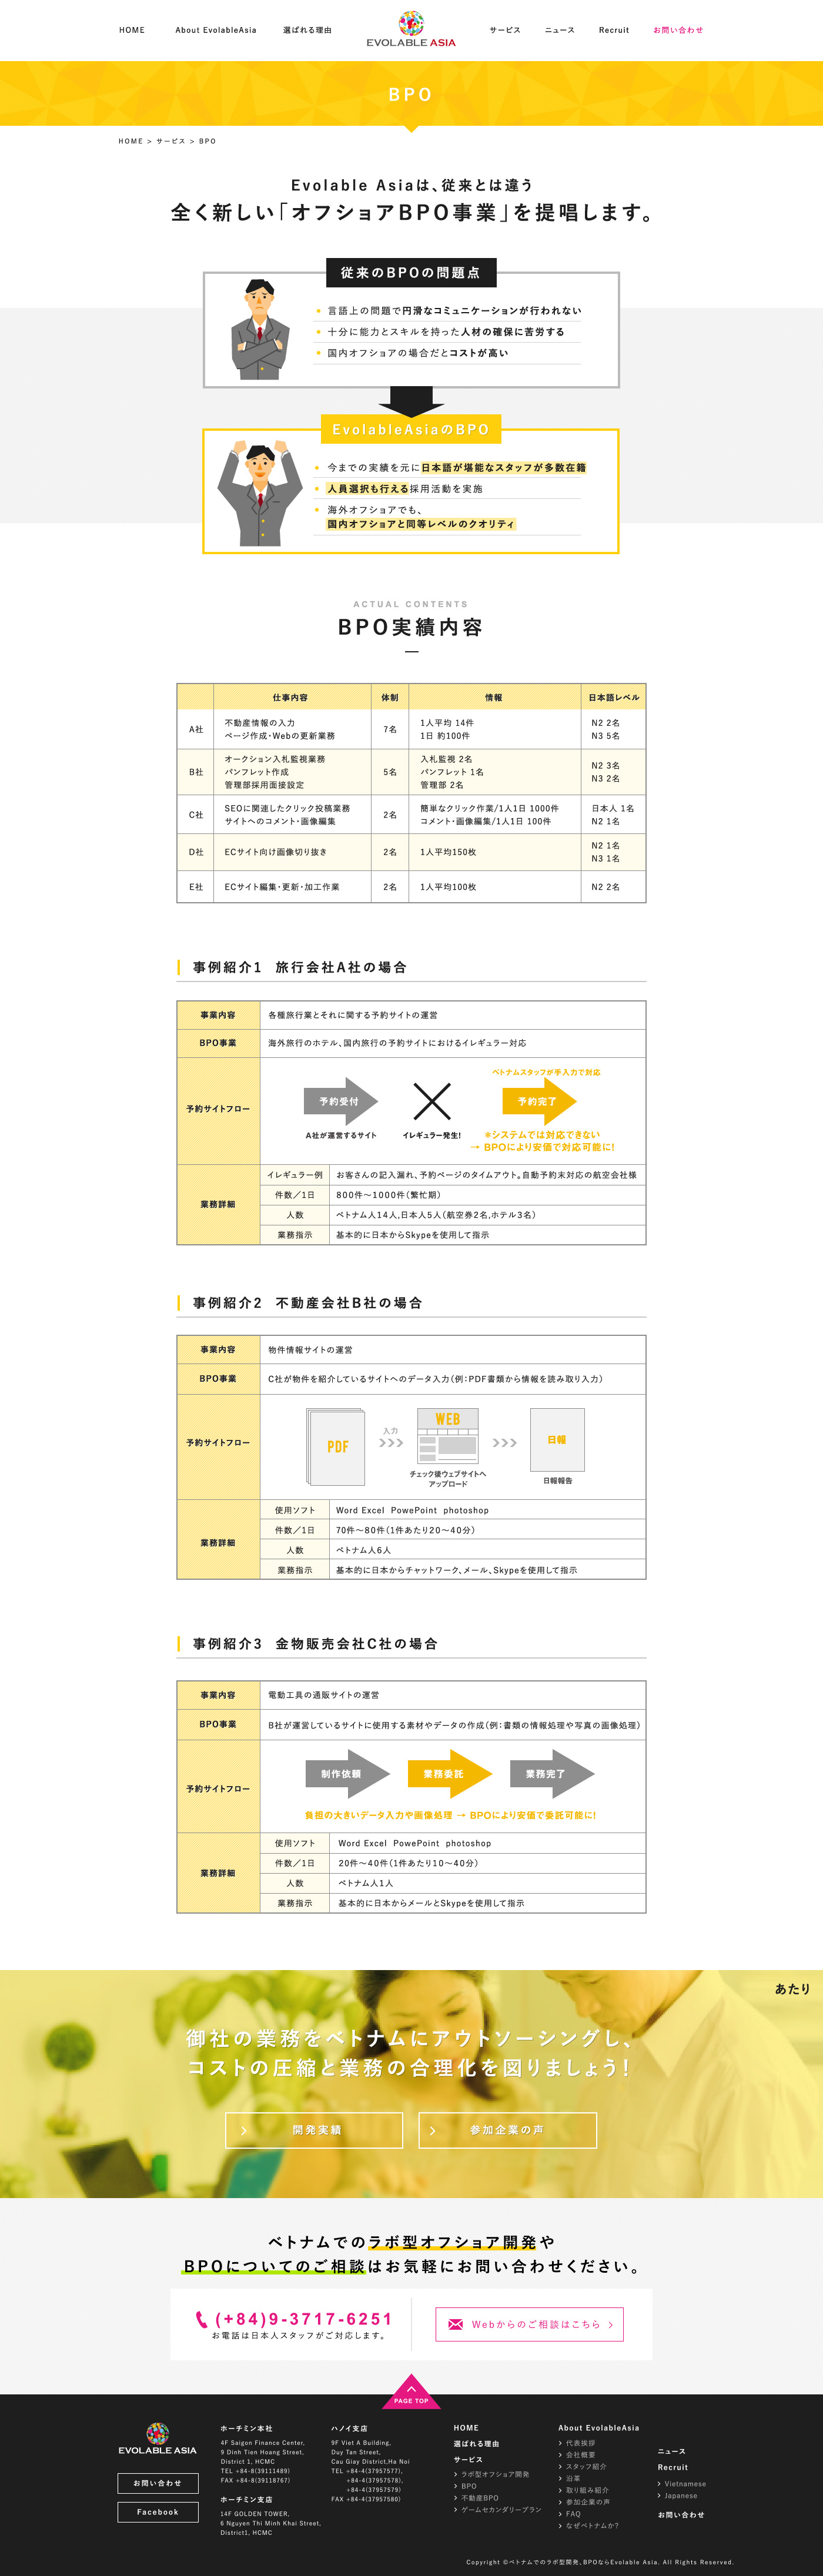 HOME
About EvolableAsia
選ばれる理由
EVOLABLE ASIA
サービス
ニュース
Recruit
お問い合わせ
BPO
HOME > サービス > BPO
Evolable Asiaは、従来とは違う
全く新しい「オフショアBPO事業」を提唱します。
従来のBPOの問題点
言語上の問題で円滑なコミュニケーションが行われない
十分に能力とスキルを持った人材の確保に苦労する
国内オフショアの場合だとコストが高い
EvolableAsiaのBPO
今までの実績を元に日本語が堪能なスタッフが多数在籍
人員選択も行える採用活動を実施
海外オフショアでも、
国内オフショアと同等レベルのクオリティ
ACTUAL CONTENTS
BPO実績内容
仕事内容 体制 情報 日本語レベル
A社 不動産情報の入力 7名 1人平均 14件 N2 2名
ページ作成・Webの更新業務 1日 約100件 N3 5名
B社 オークション入札監視業務 5名 入札監視 2名 N2 3名
パンフレット作成 パンフレット 1名 N3 2名
管理部採用面接設定 管理部 2名
C社 SEOに関連したクリック投稿業務 2名 簡単なクリック作業/1人1日 1000件 日本人 1名
サイトへのコメント・画像編集 コメント・画像編集/1人1日 100件 N2 1名
D社 ECサイト向け画像切り抜き 2名 1人平均150枚 N2 1名
N3 1名
E社 ECサイト編集・更新・加工作業 2名 1人平均100枚 N2 2名
事例紹介1 旅行会社A社の場合
事業内容 各種旅行業とそれに関する予約サイトの運営
BPO事業 海外旅行のホテル、国内旅行の予約サイトにおけるイレギュラー対応
予約サイトフロー
ベトナムスタッフが手入力で対応
予約受付
予約完了
A社が運営するサイト
イレギュラー発生!
※システムでは対応できない
→ BPOにより安価で対応可能に!
業務詳細
イレギュラー例 お客さんの記入漏れ、予約ページのタイムアウト。自動予約末対応の航空会社様
件数／1日 800件〜1000件(繁忙期)
人数 ベトナム人14人,日本人5人(航空券2名,ホテル3名)
業務指示 基本的に日本からSkypeを使用して指示
事例紹介2 不動産会社B社の場合
事業内容 物件情報サイトの運営
BPO事業 C社が物件を紹介しているサイトへのデータ入力(例:PDF書類から情報を読み取り入力)
予約サイトフロー
PDF
入力
WEB
日報
チェック後ウェブサイトへ
アップロード
日報報告
業務詳細
使用ソフト Word Excel PowePoint photoshop
件数／1日 70件〜80件(1件あたり20〜40分)
人数 ベトナム人6人
業務指示 基本的に日本からチャットワーク、メール、Skypeを使用して指示
事例紹介3 金物販売会社C社の場合
事業内容 電動工具の通販サイトの運営
BPO事業 B社が運営しているサイトに使用する素材やデータの作成(例:書類の情報処理や写真の画像処理)
予約サイトフロー
制作依頼
業務委託
業務完了
負担の大きいデータ入力や画像処理 → BPOにより安価で委託可能に!
業務詳細
使用ソフト Word Excel PowePoint photoshop
件数／1日 20件〜40件(1件あたり10〜40分)
人数 ベトナム人1人
業務指示 基本的に日本からメールとSkypeを使用して指示
あたり
御社の業務をベトナムにアウトソーシングし、
コストの圧縮と業務の合理化を図りましょう!
開発実績
参加企業の声
ベトナムでのラボ型オフショア開発や
BPOについてのご相談はお気軽にお問い合わせください。
(+84)9-3717-6251
お電話は日本人スタッフがご対応します。
Webからのご相談はこちら
PAGE TOP
EVOLABLE ASIA
お問い合わせ
Facebook
ホーチミン本社
4F Saigon Finance Center,
9 Dinh Tien Hoang Street,
District 1, HCMC
TEL +84-8(39111489)
FAX +84-8(39118767)
ホーチミン支店
14F GOLDEN TOWER,
6 Nguyen Thi Minh Khai Street,
District1, HCMC
ハノイ支店
9F Viet A Building,
Duy Tan Street,
Cau Giay District,Ha Noi
TEL +84-4(37957577),
+84-4(37957578),
+84-4(37957579)
FAX +84-4(37957580)
HOME
選ばれる理由
サービス
ラボ型オフショア開発
BPO
不動産BPO
ゲームセカンダリープラン
About EvolableAsia
代表挨拶
会社概要
スタッフ紹介
沿革
取り組み紹介
参加企業の声
FAQ
なぜベトナムか?
ニュース
Recruit
Vietnamese
Japanese
お問い合わせ
Copyright ©ベトナムでのラボ型開発、BPOならEvolable Asia. All Rights Reserved.